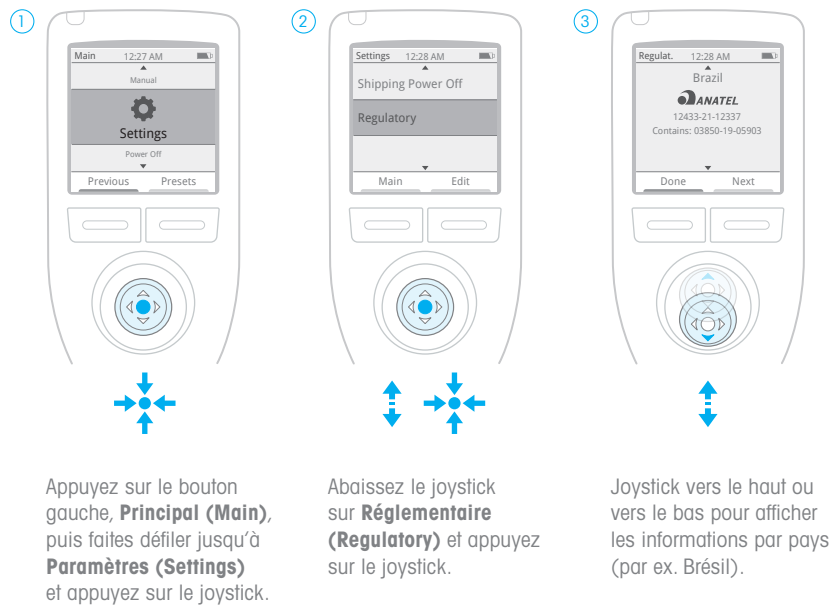 1
Main 12:27 AM
Manual
Settings
Power Off
Previous Presets
Appuyez sur le bouton
gauche, Principal (Main),
puis faites défiler jusqu’à
Paramètres (Settings)
et appuyez sur le joystick.
2
Settings 12:28 AM
Shipping Power Off
Regulatory
Main Edit
Abaissez le joystick
sur Réglementaire
(Regulatory) et appuyez
sur le joystick.
3
Regulat. 12:28 AM
Brazil
ANATEL
12433-21-12337
Contains: 03850-19-05903
Done Next
Joystick vers le haut ou
vers le bas pour afficher
les informations par pays
(par ex. Brésil).